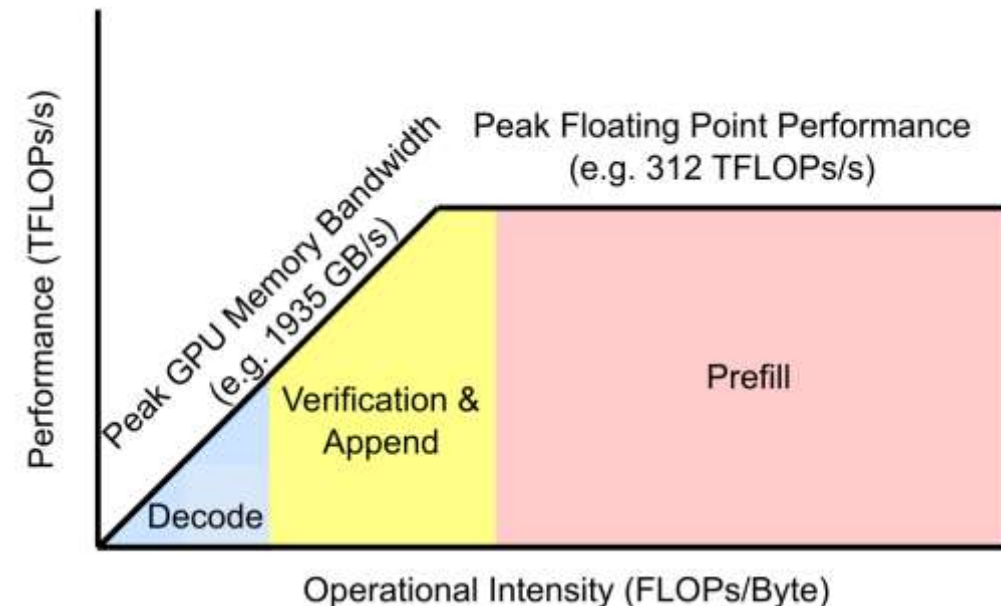 Performance (TFLOPs/s)
Peak GPU Memory Bandwidth
(e.g. 1935 GB/s)
Peak Floating Point Performance
(e.g. 312 TFLOPs/s)
Decode
Verification &
Append
Prefill
Operational Intensity (FLOPs/Byte)